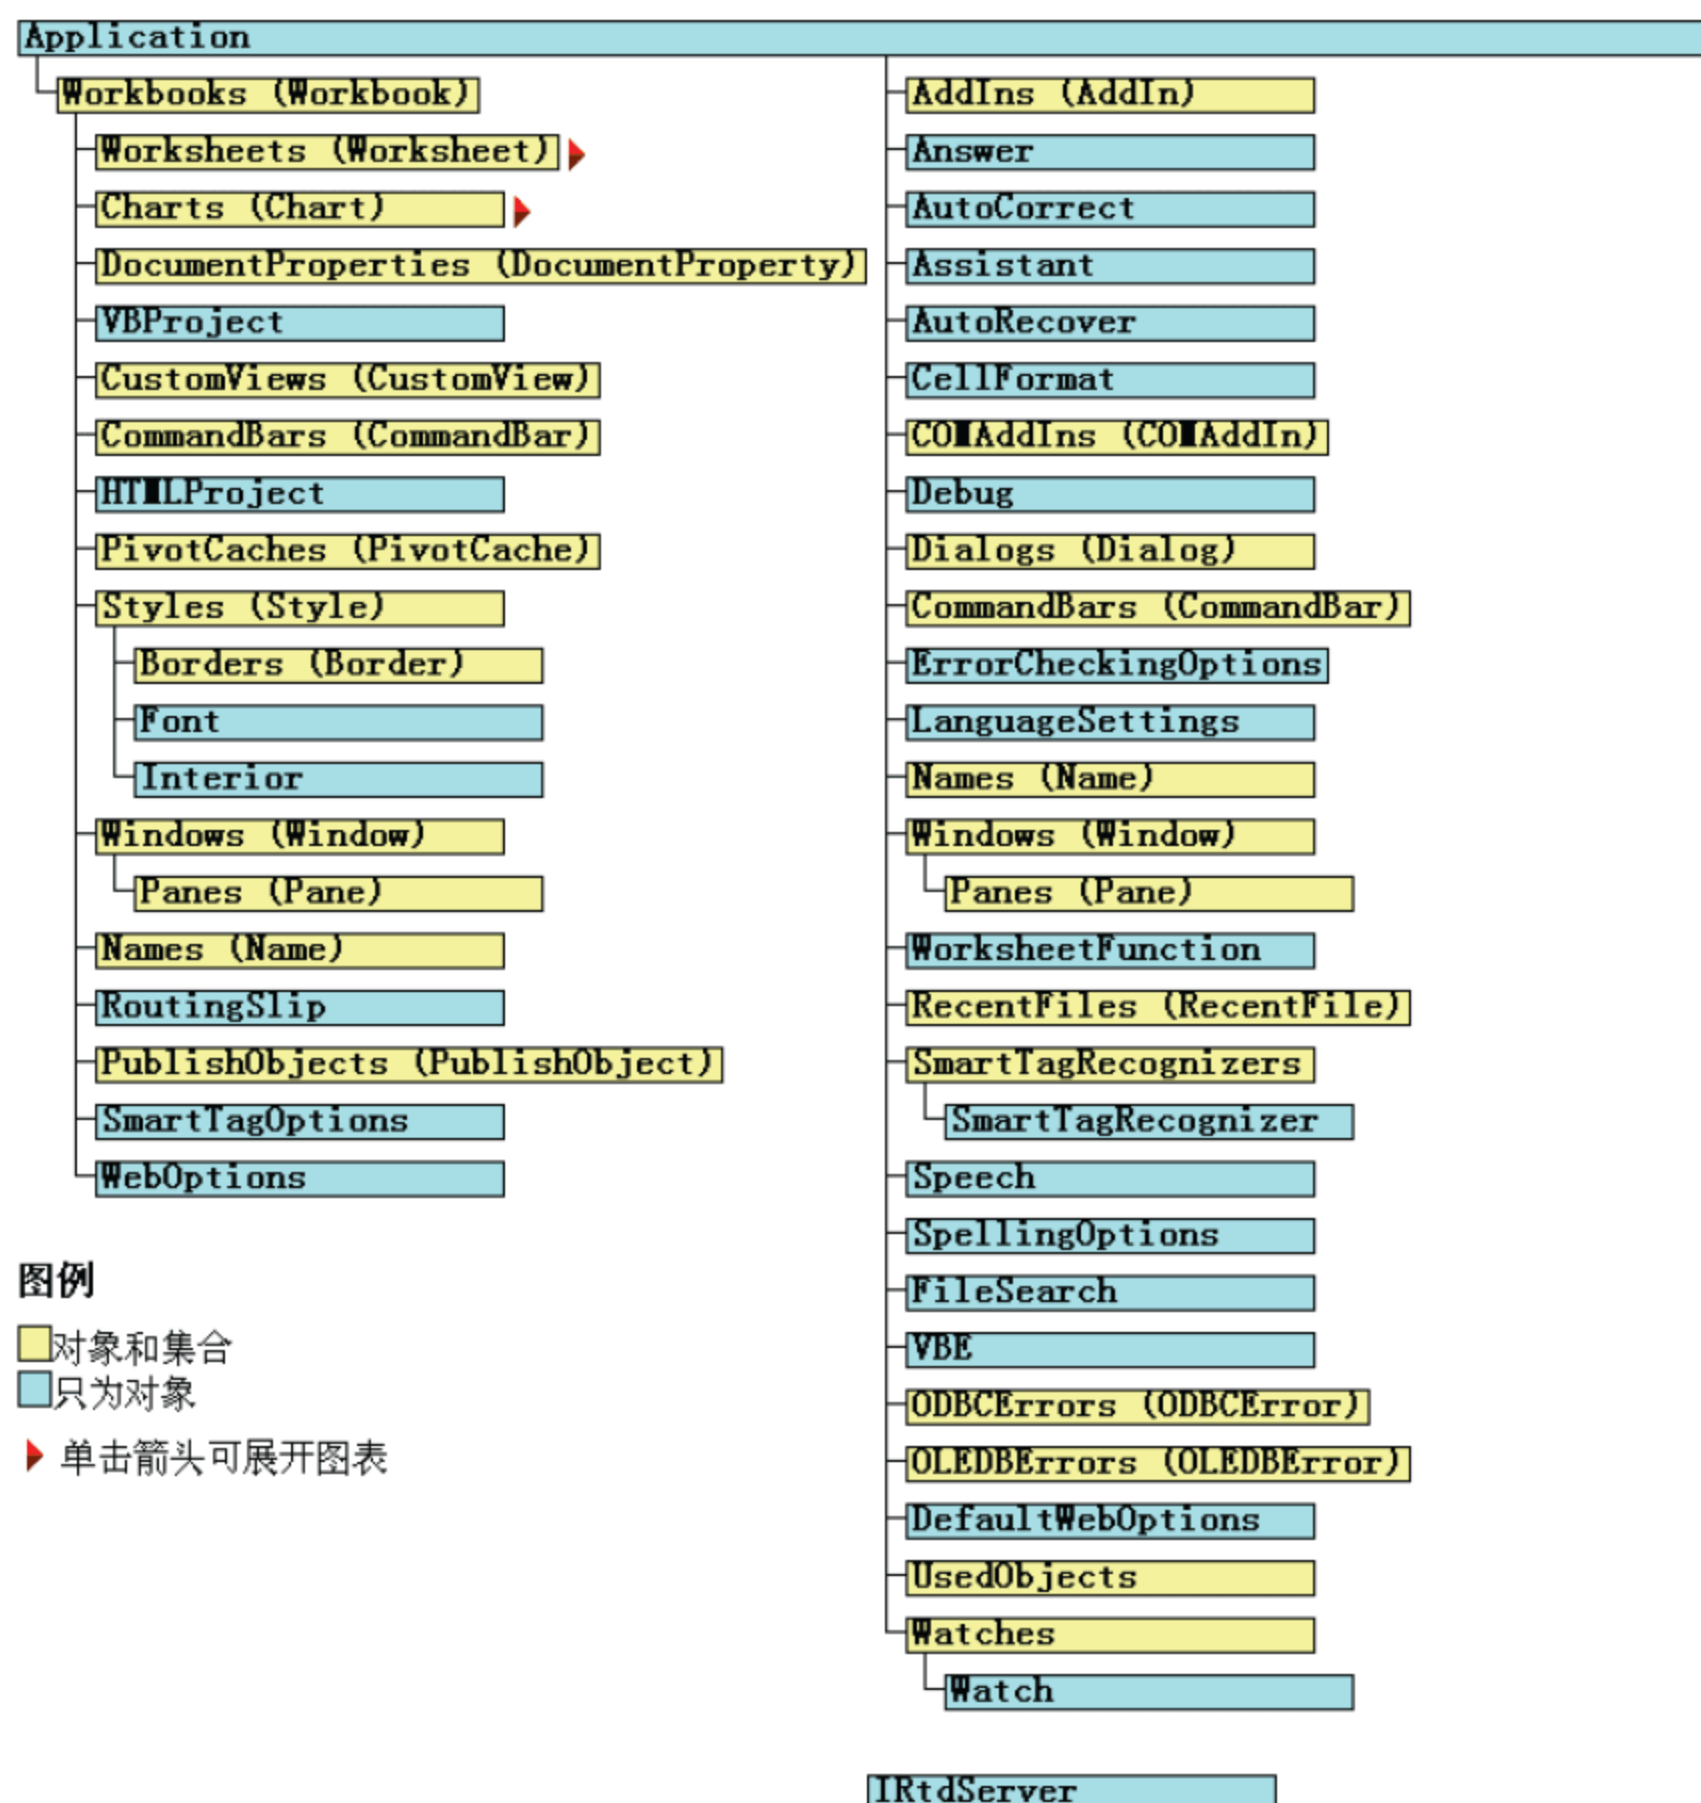 Application
Workbooks (Workbook)
Worksheets (Worksheet)
Charts (Chart)
DocumentProperties (DocumentProperty)
VBProject
CustomViews (CustomView)
CommandBars (CommandBar)
HTMLProject
PivotCaches (PivotCache)
Styles (Style)
Borders (Border)
Font
Interior
Windows (Window)
Panes (Pane)
Names (Name)
RoutingSlip
PublishObjects (PublishObject)
SmartTagOptions
WebOptions
图例
对象和集合
只为对象
单击箭头可展开图表
AddIns (AddIn)
Answer
AutoCorrect
Assistant
AutoRecover
CellFormat
COMAddIns (COMAddIn)
Debug
Dialogs (Dialog)
CommandBars (CommandBar)
ErrorCheckingOptions
LanguageSettings
Names (Name)
Windows (Window)
Panes (Pane)
WorksheetFunction
RecentFiles (RecentFile)
SmartTagRecognizers
SmartTagRecognizer
Speech
SpellingOptions
FileSearch
VBE
ODBCErrors (ODBCError)
OLEDBErrors (OLEDBError)
DefaultWebOptions
UsedObjects
Watches
Watch
IRtdServer